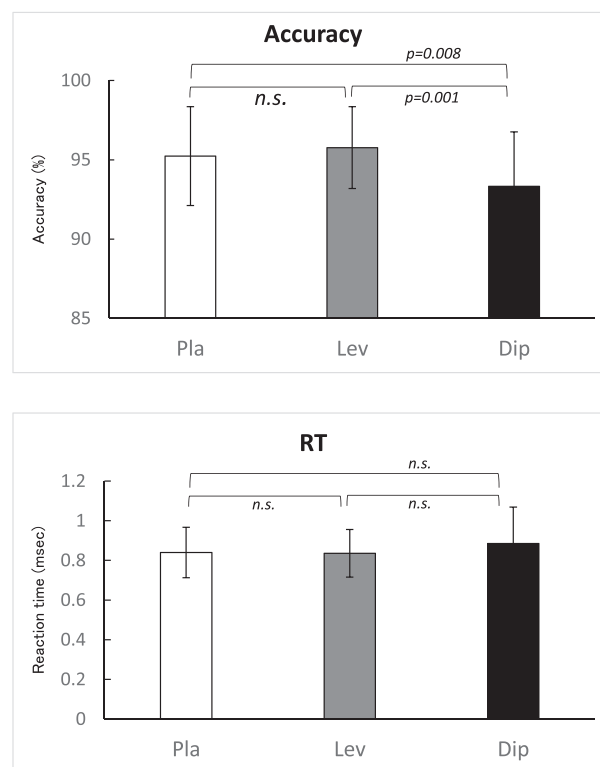 Accuracy
p=0.008
n.s.
p=0.001
Accuracy (%)
100
95
90
85
Pla Lev Dip
RT
n.s.
n.s. n.s.
Reaction time (msec)
1.2
1
0.8
0.6
0.4
0.2
0
Pla Lev Dip